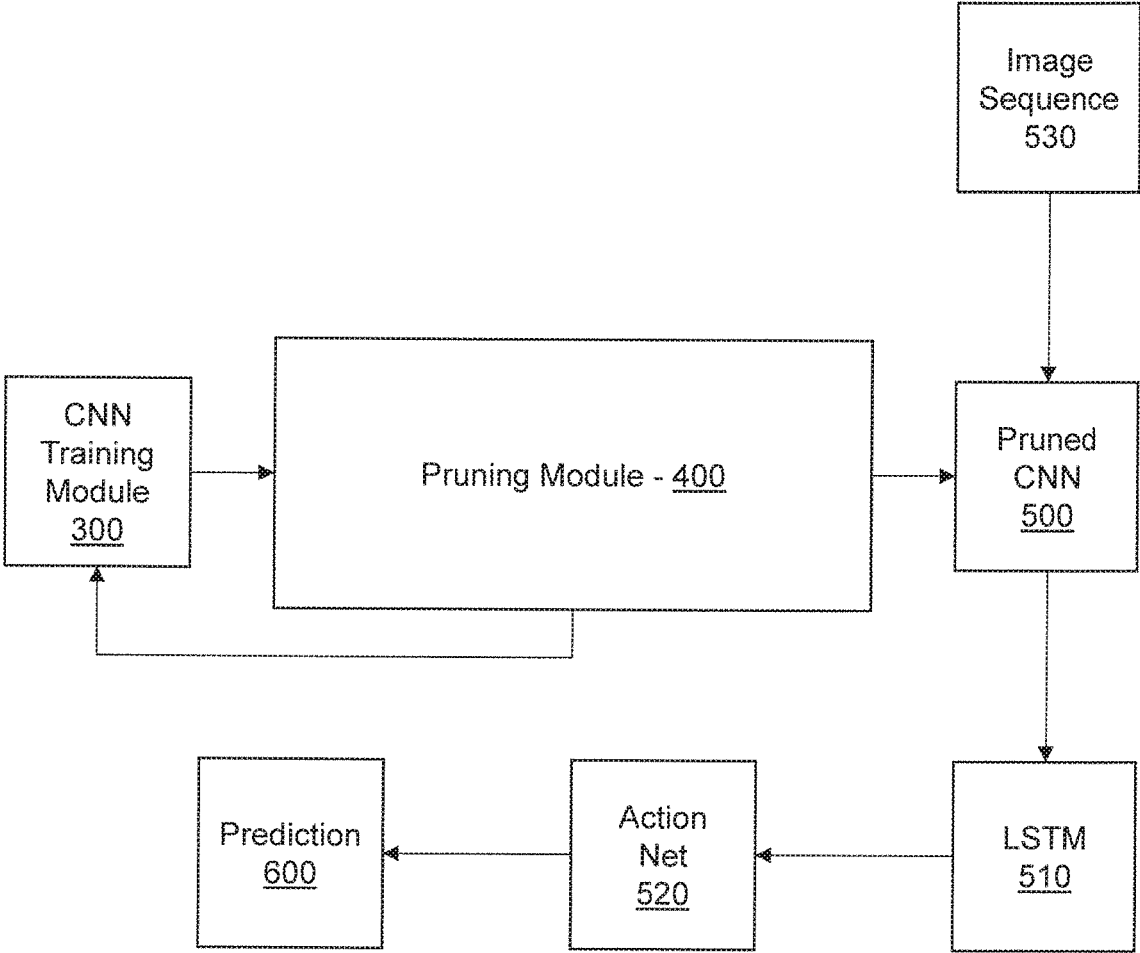 Image
Sequence
530
CNN
Training
Module
300
Pruning Module - 400
Pruned
CNN
500
Prediction
600
Action
Net
520
LSTM
510